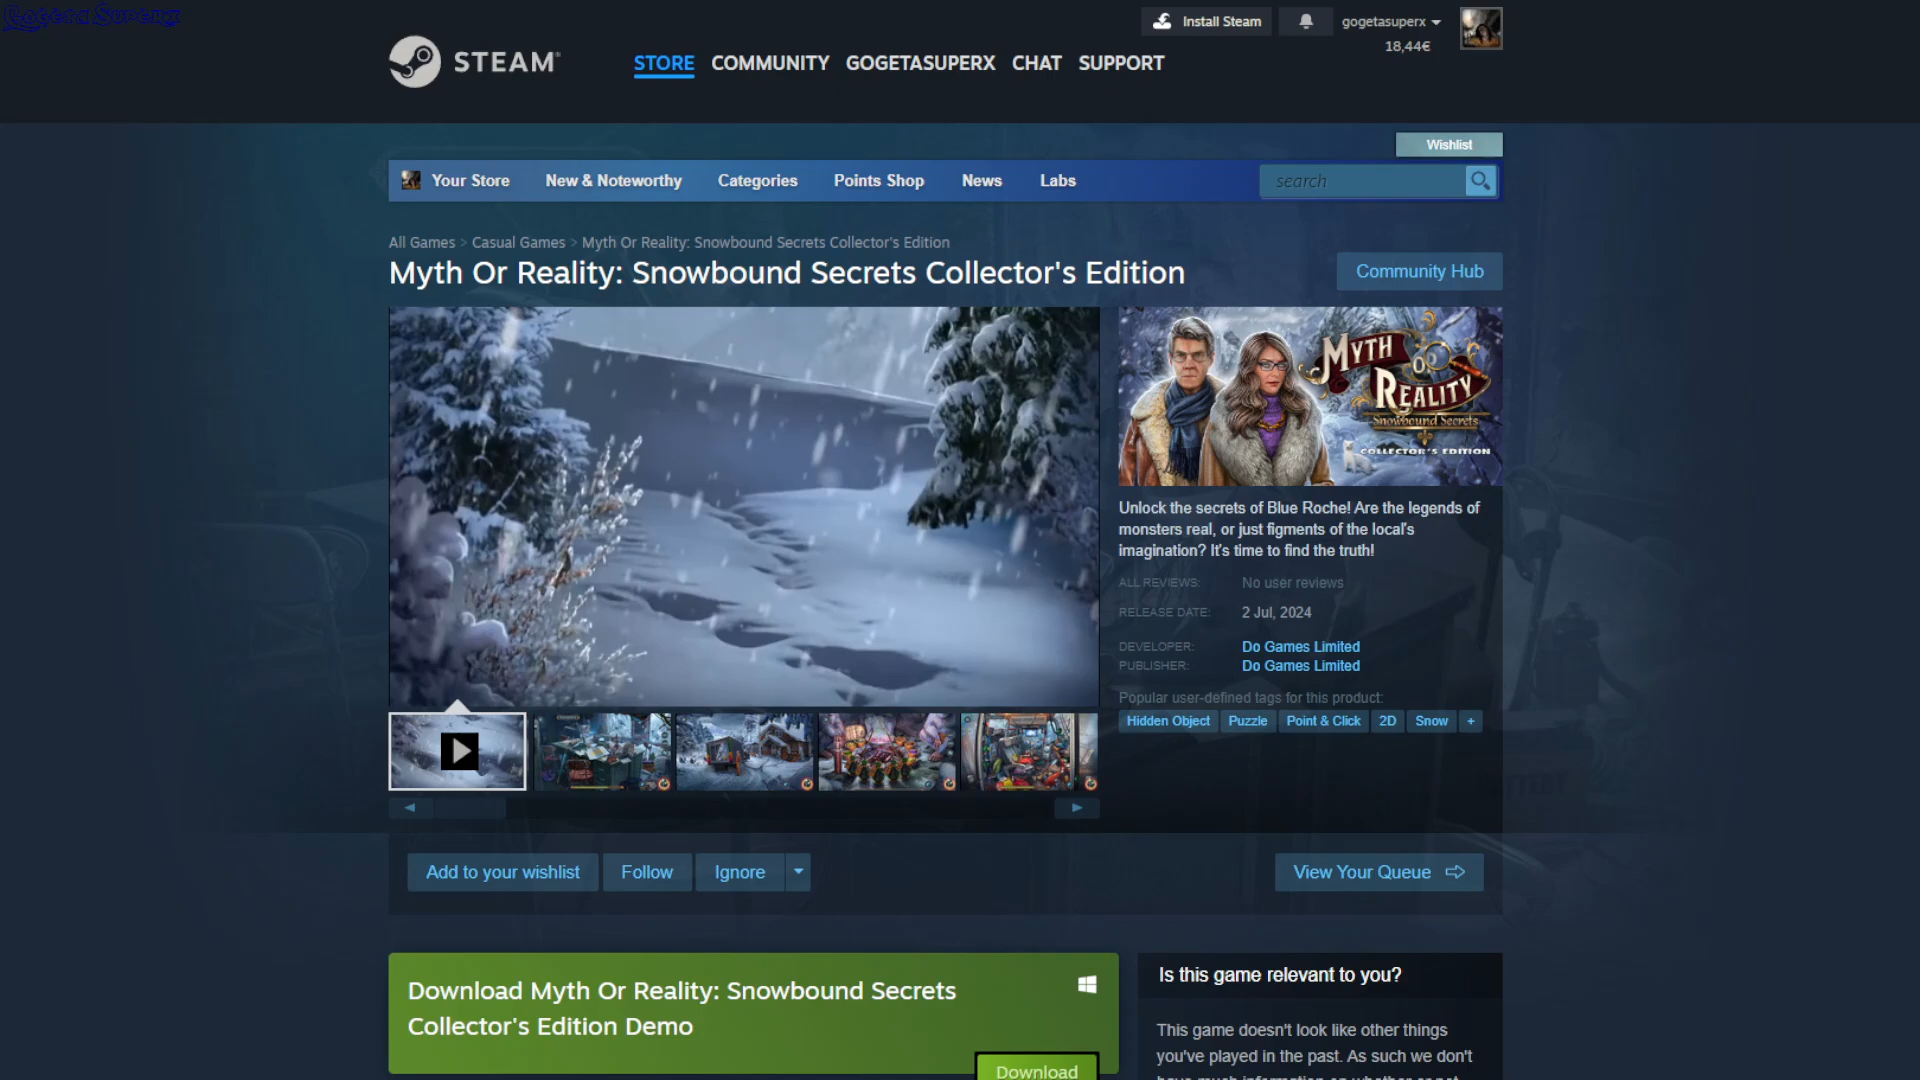 Gogeta Superx
Install Steam
gogetasuperx
18,44€
STEAM
STORE COMMUNITY GOGETASUPERX CHAT SUPPORT
Wishlist
Your Store New & Noteworthy Categories Points Shop News Labs
search
All Games > Casual Games > Myth Or Reality: Snowbound Secrets Collector's Edition
Myth Or Reality: Snowbound Secrets Collector's Edition
Community Hub
MYTH
OR
REALITY
Snowbound Secrets
COLLECTOR'S EDITION
Unlock the secrets of Blue Roche! Are the legends of
monsters real, or just figments of the local's
imagination? It's time to find the truth!
ALL REVIEWS: No user reviews
RELEASE DATE: 2 Jul, 2024
DEVELOPER: Do Games Limited
PUBLISHER: Do Games Limited
Popular user-defined tags for this product:
Hidden Object Puzzle Point & Click 2D Snow +
Add to your wishlist Follow Ignore
View Your Queue
Download Myth Or Reality: Snowbound Secrets
Collector's Edition Demo
Download
Is this game relevant to you?
This game doesn't look like other things
you've played in the past. As such we don't